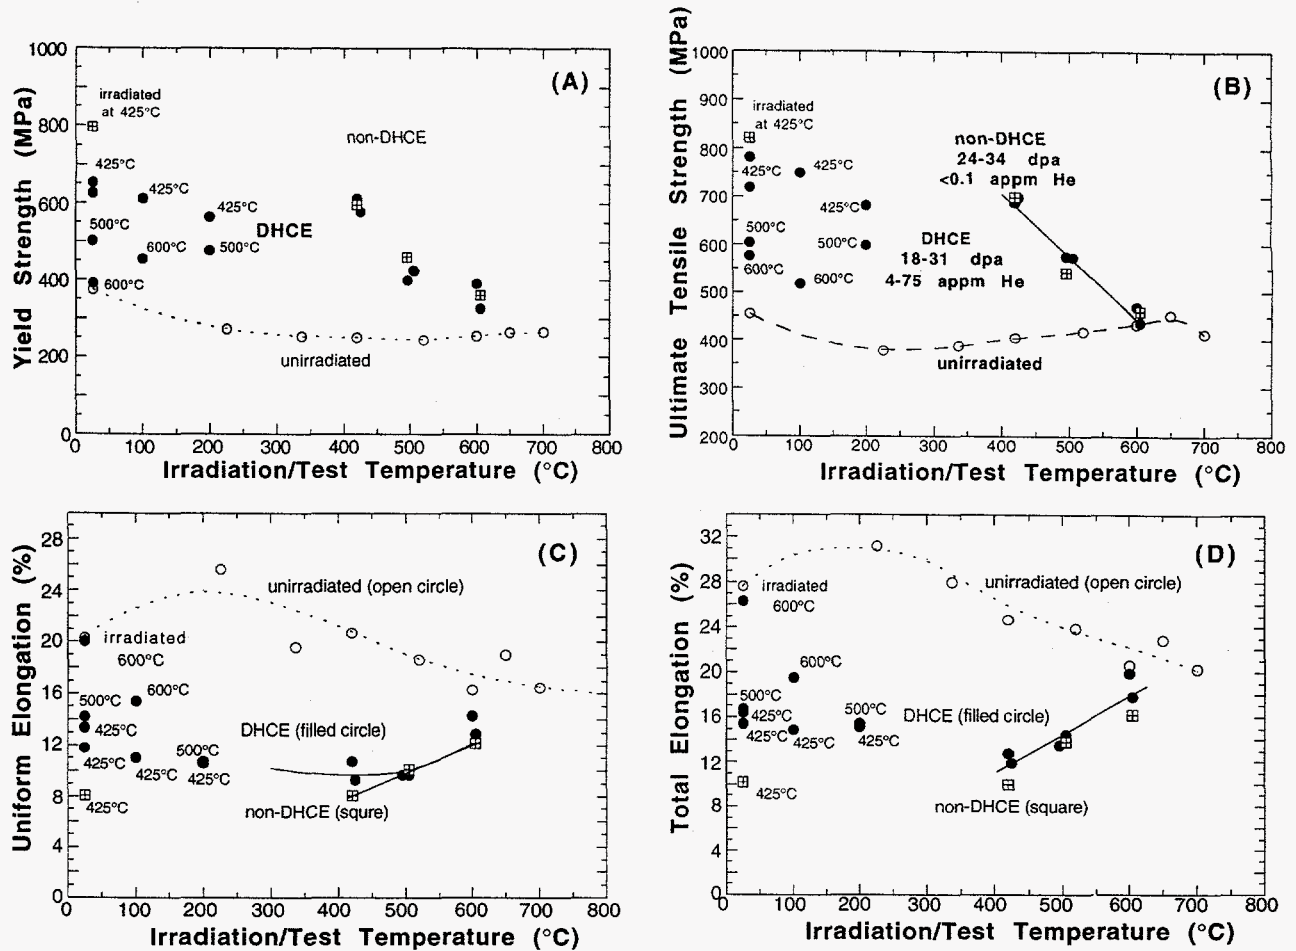 1000
800
600
400
200
0
Yield Strength (MPa)
(A)
irradiated
at 425°C
non-DHCE
425°C
425°C
425°C
500°C
DHCE
600°C
500°C
600°C
unirradiated
0 100 200 300 400 500 600 700 800
Irradiation/Test Temperature (°C)
1000
900
800
700
600
500
400
300
200
Ultimate Tensile Strength (MPa)
(B)
irradiated
at 425°C
non-DHCE
24-34 dpa
<0.1 appm He
425°C
425°C
425°C
500°C
500°C
DHCE
18-31 dpa
4-75 appm He
600°C
600°C
unirradiated
0 100 200 300 400 500 600 700 800
Irradiation/Test Temperature (°C)
28
24
20
16
12
8
4
0
Uniform Elongation (%)
(C)
unirradiated (open circle)
irradiated
600°C
600°C
500°C
425°C
DHCE (filled circle)
500°C
425°C
425°C
425°C
425°C
non-DHCE (squre)
0 100 200 300 400 500 600 700 800
Irradiation/Test Temperature (°C)
32
28
24
20
16
12
8
4
0
Total Elongation (%)
(D)
unirradiated (open circle)
irradiated
600°C
600°C
500°C
425°C
500°C
DHCE (filled circle)
425°C
425°C
425°C
425°C
non-DHCE (square)
0 100 200 300 400 500 600 700 800
Irradiation/Test Temperature (°C)